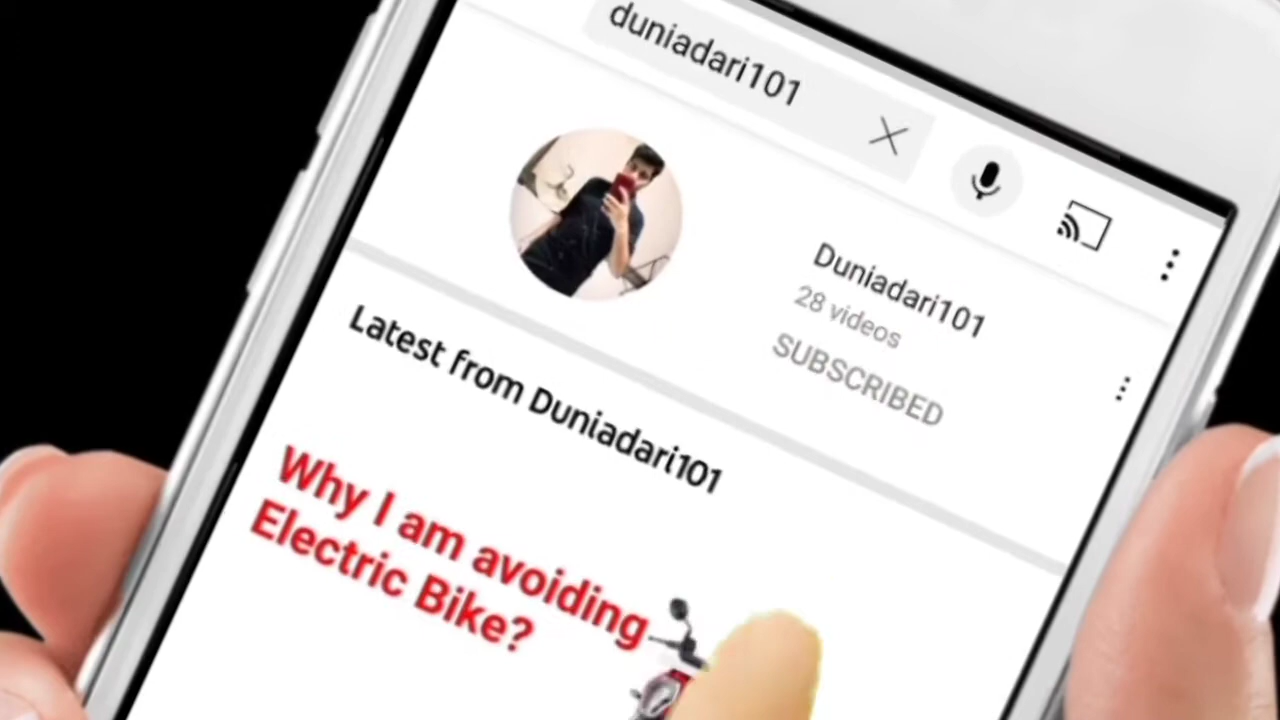 duniadari101
Duniadari101
28 videos
SUBSCRIBED
Latest from Duniadari101
Why I am avoiding
Electric Bike?